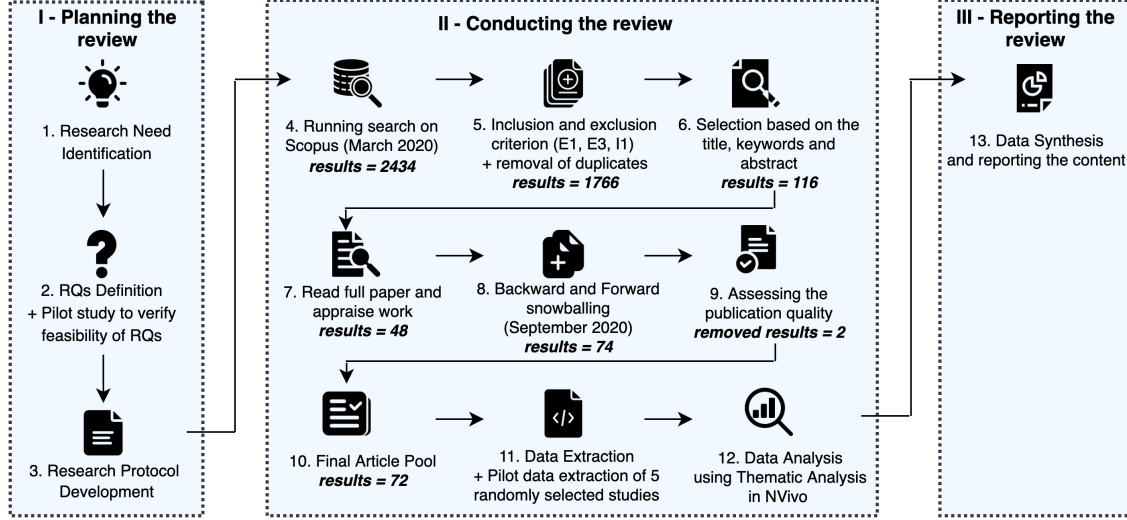 I - Planning the
review
1. Research Need
Identification
2. RQs Definition
+ Pilot study to verify
feasibility of RQs
3. Research Protocol
Development
II - Conducting the review
4. Running search on
Scopus (March 2020)
results = 2434
5. Inclusion and exclusion
criterion (E1, E3, I1)
+ removal of duplicates
results = 1766
6. Selection based on the
title, keywords and
abstract
results = 116
7. Read full paper and
appraise work
results = 48
8. Backward and Forward
snowballing
(September 2020)
results = 74
9. Assessing the
publication quality
removed results = 2
10. Final Article Pool
results = 72
11. Data Extraction
+ Pilot data extraction of 5
randomly selected studies
12. Data Analysis
using Thematic Analysis
in NVivo
III - Reporting the
review
13. Data Synthesis
and reporting the content